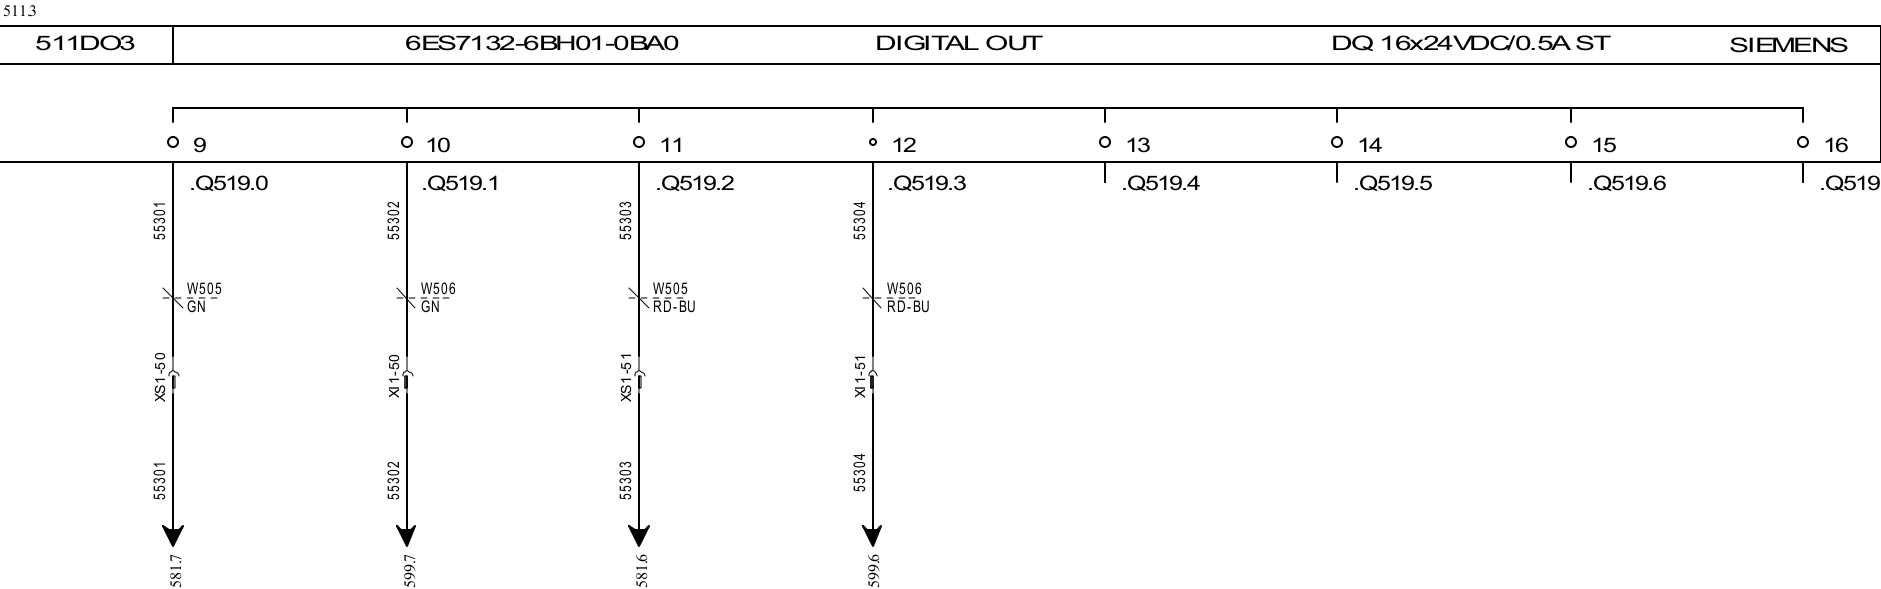 5113
511DO3 6ES7132-6BH01-0BA0 DIGITAL OUT DQ 16x24VDC/0.5A ST SIEMENS
9 10 11 12 13 14 15 16
.Q519.0 .Q519.1 .Q519.2 .Q519.3 .Q519.4 .Q519.5 .Q519.6 .Q519
55301 55302 55303 55304
W505 W506 W505 W506
GN GN RD-BU RD-BU
XS1-50 XI1-50 XS1-51 XI1-51
55301 55302 55303 55304
581.7 599.7 581.6 599.6